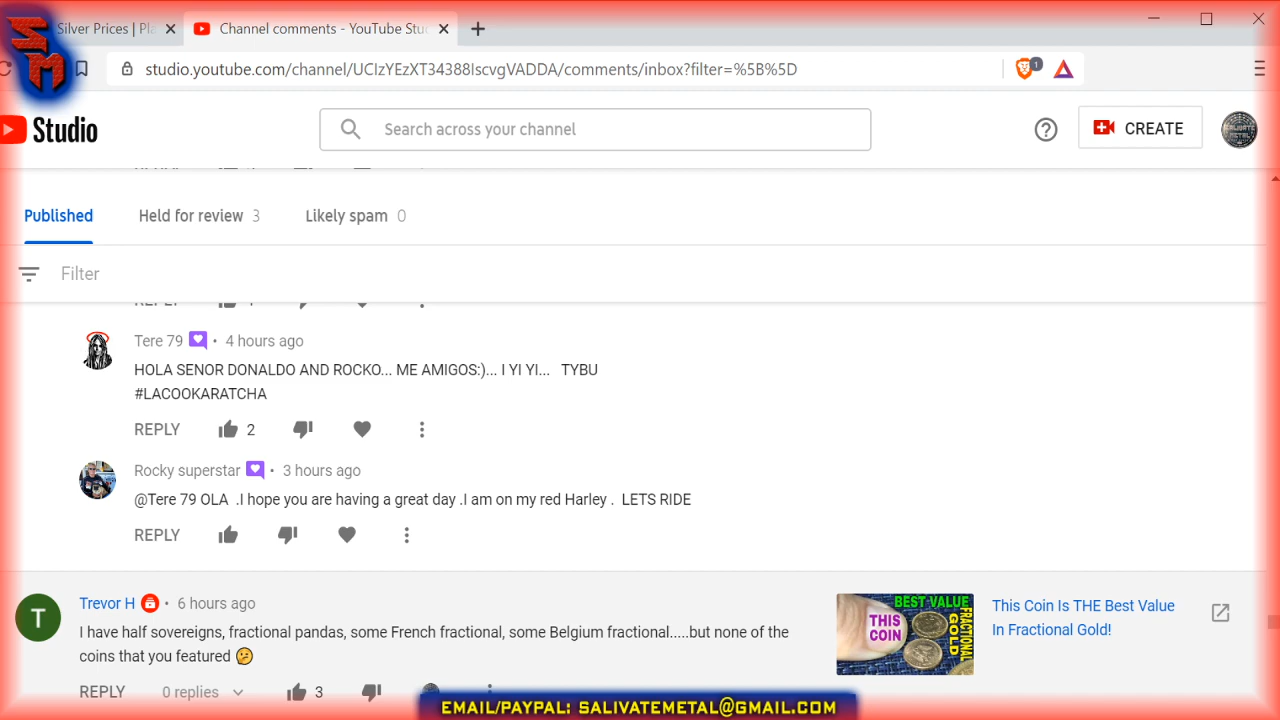 Silver Prices | Pla
Channel comments - YouTube Stu
SM
studio.youtube.com/channel/UCIzYEzXT34388IscvgVADDA/comments/inbox?filter=%5B%5D
1
Studio
Search across your channel
CREATE
Published
Held for review 3
Likely spam 0
Filter
REPLY
Tere 79 • 4 hours ago
HOLA SENOR DONALDO AND ROCKO... ME AMIGOS:)... I YI YI... TYBU
#LACOOKARATCHA
REPLY 2
Rocky superstar • 3 hours ago
@Tere 79 OLA .I hope you are having a great day .I am on my red Harley . LETS RIDE
REPLY
T
Trevor H • 6 hours ago
I have half sovereigns, fractional pandas, some French fractional, some Belgium fractional.....but none of the
coins that you featured 🤔
REPLY 0 replies 3
BEST VALUE
THIS
COIN
FRACTIONAL
GOLD
This Coin Is THE Best Value
In Fractional Gold!
EMAIL/PAYPAL: SALIVATEMETAL@GMAIL.COM